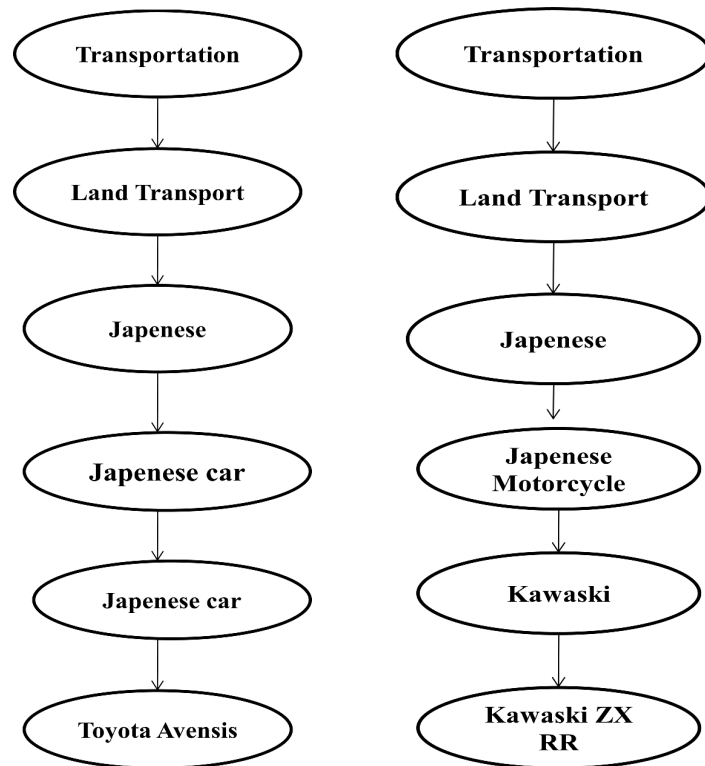 Transportation
Land Transport
Japenese
Japenese car
Japenese car
Toyota Avensis
Transportation
Land Transport
Japenese
Japenese
Motorcycle
Kawaski
Kawaski ZX
RR